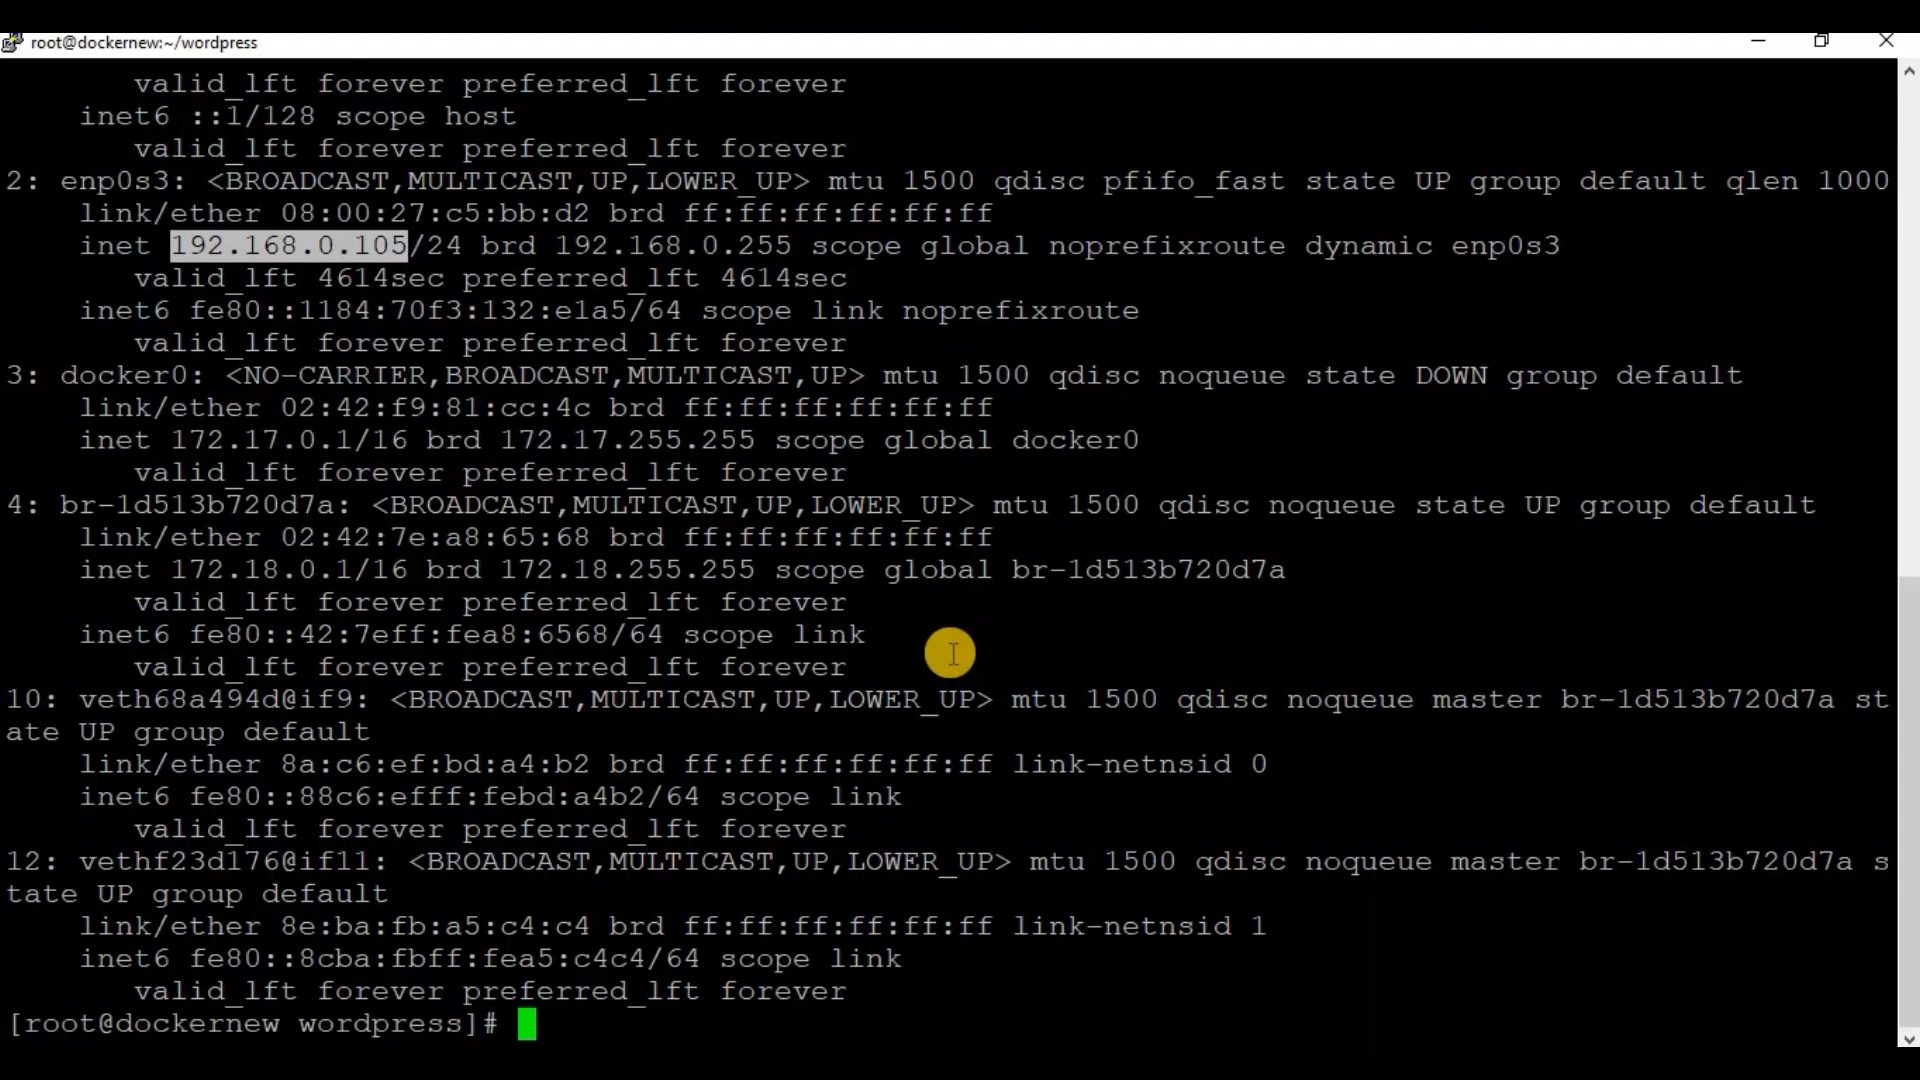 root@dockernew:~/wordpress
valid_lft forever preferred_lft forever
inet6 ::1/128 scope host
valid_lft forever preferred_lft forever
2: enp0s3: <BROADCAST,MULTICAST,UP,LOWER_UP> mtu 1500 qdisc pfifo_fast state UP group default qlen 1000
link/ether 08:00:27:c5:bb:d2 brd ff:ff:ff:ff:ff:ff
inet 192.168.0.105/24 brd 192.168.0.255 scope global noprefixroute dynamic enp0s3
valid_lft 4614sec preferred_lft 4614sec
inet6 fe80::1184:70f3:132:e1a5/64 scope link noprefixroute
valid_lft forever preferred_lft forever
3: docker0: <NO-CARRIER,BROADCAST,MULTICAST,UP> mtu 1500 qdisc noqueue state DOWN group default
link/ether 02:42:f9:81:cc:4c brd ff:ff:ff:ff:ff:ff
inet 172.17.0.1/16 brd 172.17.255.255 scope global docker0
valid_lft forever preferred_lft forever
4: br-1d513b720d7a: <BROADCAST,MULTICAST,UP,LOWER_UP> mtu 1500 qdisc noqueue state UP group default
link/ether 02:42:7e:a8:65:68 brd ff:ff:ff:ff:ff:ff
inet 172.18.0.1/16 brd 172.18.255.255 scope global br-1d513b720d7a
valid_lft forever preferred_lft forever
inet6 fe80::42:7eff:fea8:6568/64 scope link
valid_lft forever preferred_lft forever
10: veth68a494d@if9: <BROADCAST,MULTICAST,UP,LOWER_UP> mtu 1500 qdisc noqueue master br-1d513b720d7a st
ate UP group default
link/ether 8a:c6:ef:bd:a4:b2 brd ff:ff:ff:ff:ff:ff link-netnsid 0
inet6 fe80::88c6:efff:febd:a4b2/64 scope link
valid_lft forever preferred_lft forever
12: vethf23d176@if11: <BROADCAST,MULTICAST,UP,LOWER_UP> mtu 1500 qdisc noqueue master br-1d513b720d7a s
tate UP group default
link/ether 8e:ba:fb:a5:c4:c4 brd ff:ff:ff:ff:ff:ff link-netnsid 1
inet6 fe80::8cba:fbff:fea5:c4c4/64 scope link
valid_lft forever preferred_lft forever
[root@dockernew wordpress]#